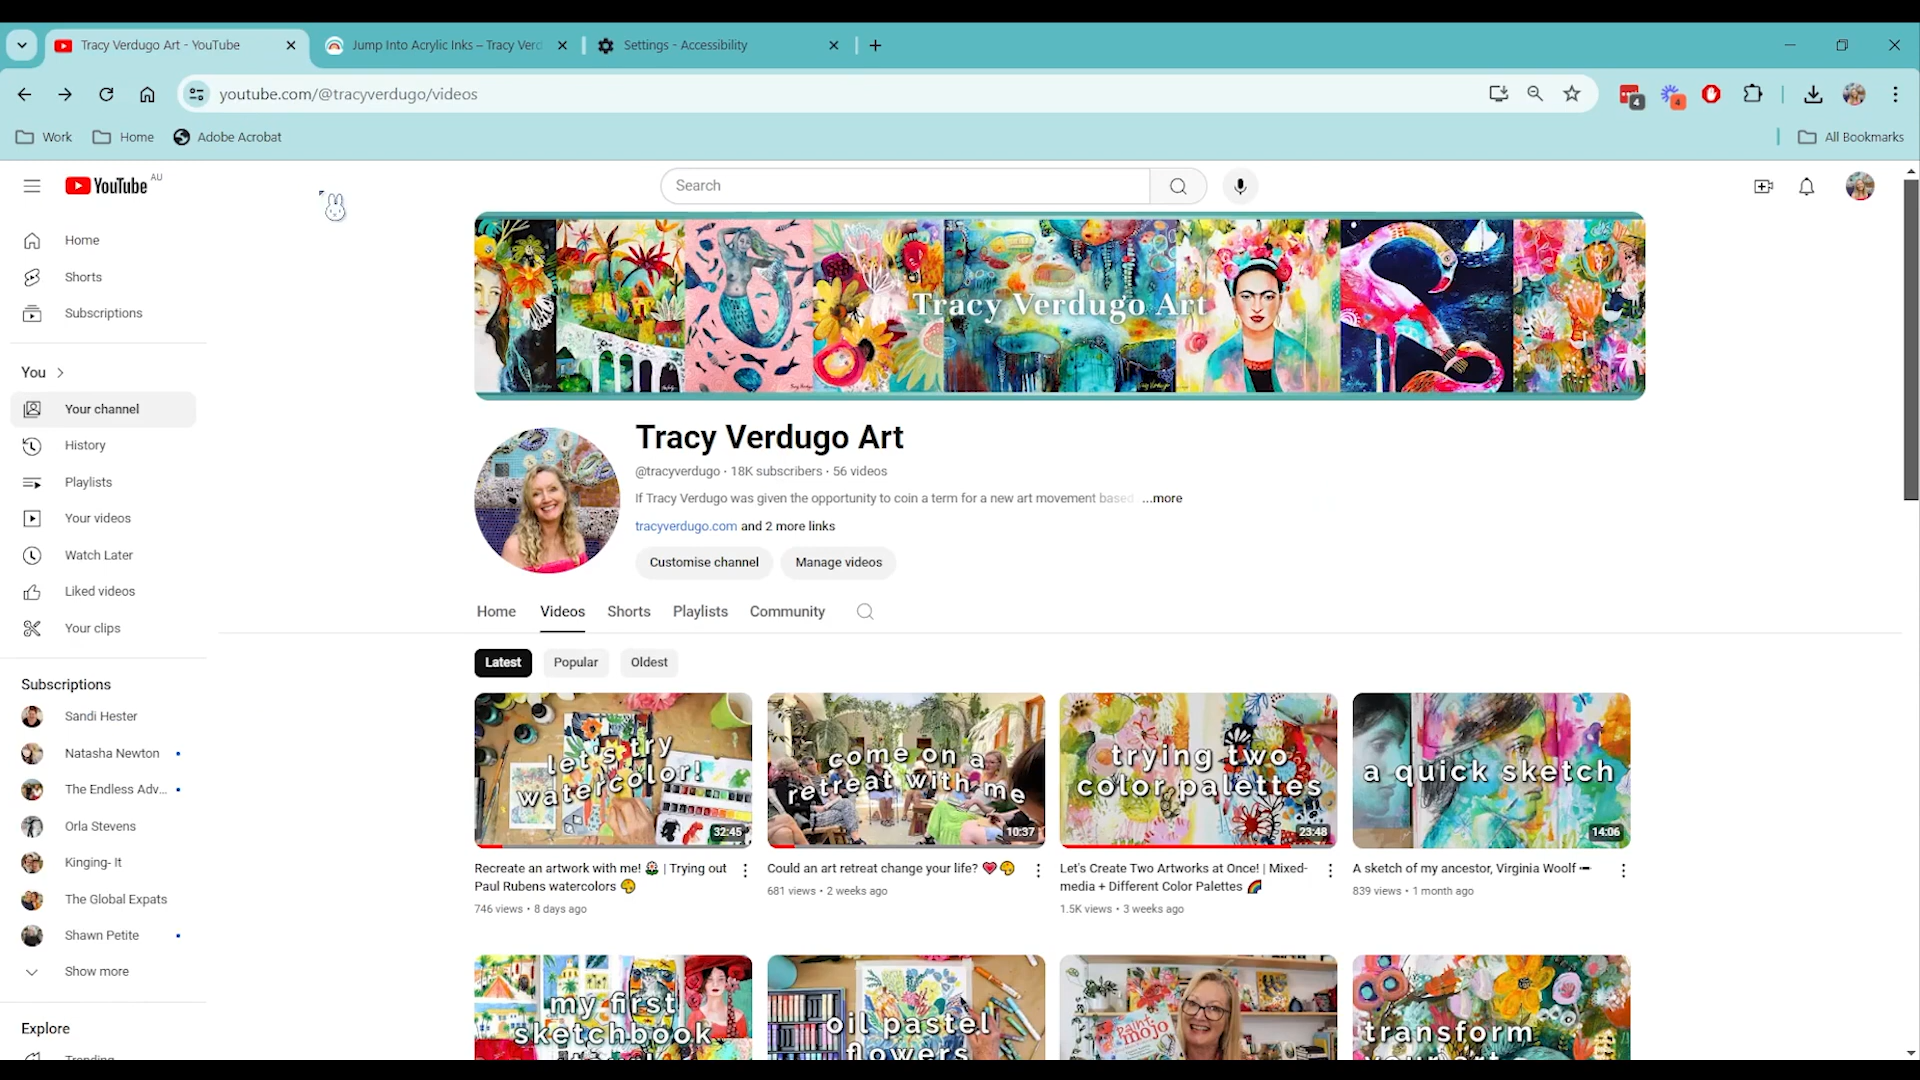 Tracy Verdugo Art - YouTube
Jump Into Acrylic Inks – Tracy Verd
Settings - Accessibility
youtube.com/@tracyverdugo/videos
4
4
Work
Home
Adobe Acrobat
All Bookmarks
YouTube AU
Search
Home
Shorts
Subscriptions
You
Your channel
History
Playlists
Your videos
Watch Later
Liked videos
Your clips
Subscriptions
Sandi Hester
Natasha Newton
The Endless Adv...
Orla Stevens
Kinging- It
The Global Expats
Shawn Petite
Show more
Explore
Trending
Tracy Verdugo Art
Tracy Verdugo Art
@tracyverdugo · 18K subscribers · 56 videos
If Tracy Verdugo was given the opportunity to coin a term for a new art movement based ...more
tracyverdugo.com and 2 more links
Customise channel
Manage videos
Home
Videos
Shorts
Playlists
Community
Latest
Popular
Oldest
let's try
watercolor!
32:45
Recreate an artwork with me! 🌼 | Trying out
Paul Rubens watercolors 🎨
746 views • 8 days ago
come on a
retreat with me
10:37
Could an art retreat change your life? 💗🎨
681 views • 2 weeks ago
trying two
color palettes
23:48
Let's Create Two Artworks at Once! | Mixed-
media + Different Color Palettes 🌈
1.5K views • 3 weeks ago
a quick sketch
14:06
A sketch of my ancestor, Virginia Woolf
839 views • 1 month ago
my first
sketchbook
oil pastel
flowers
Paint
mojo
transform